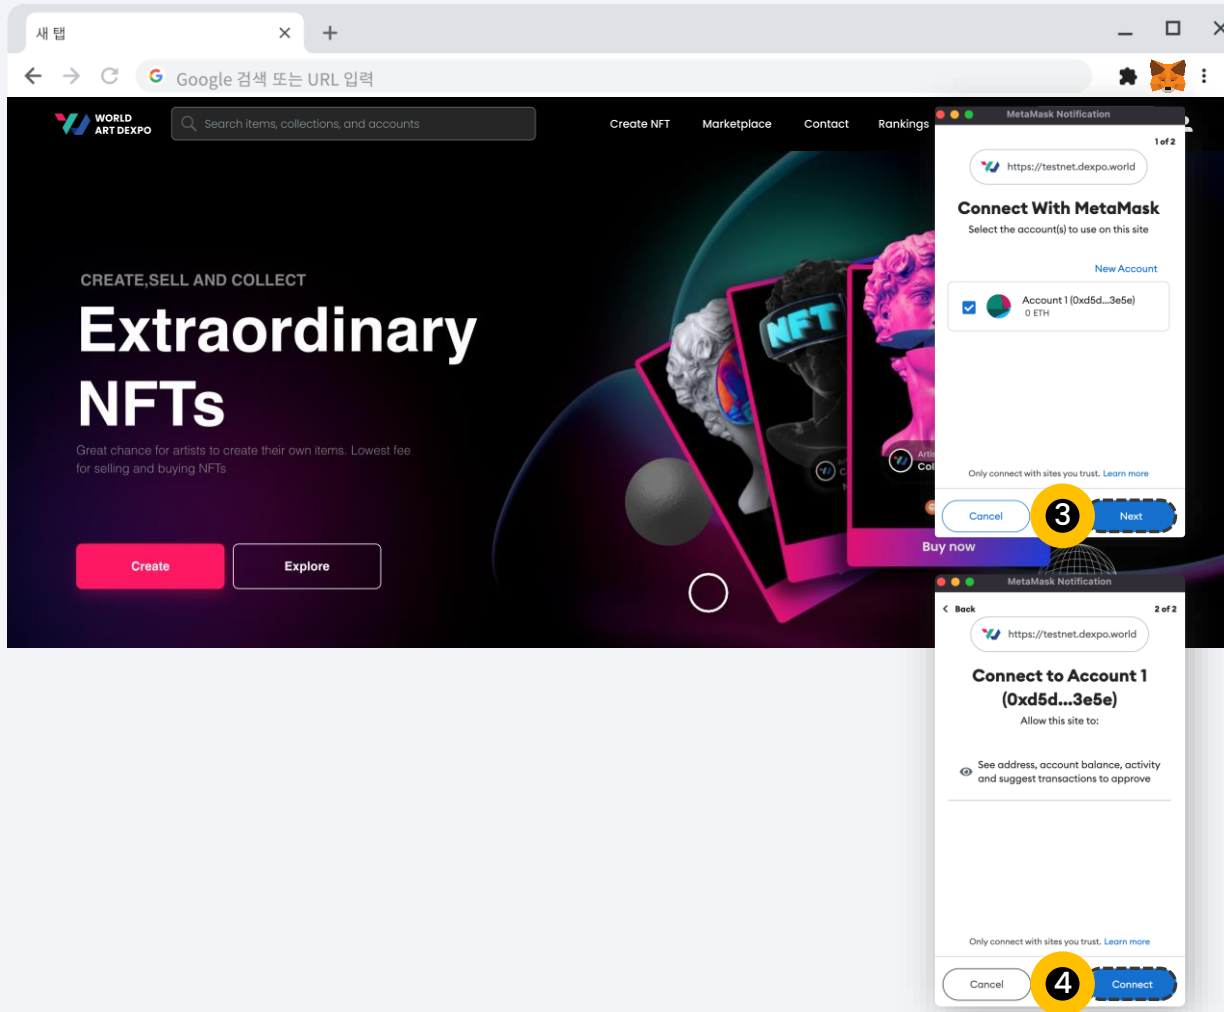 새 탭
Google 검색 또는 URL 입력
WORLD
ART DEXPO
Search items, collections, and accounts
Create NFT Marketplace Contact Rankings
CREATE,SELL AND COLLECT
Extraordinary
NFTs
Great chance for artists to create their own items. Lowest fee
for selling and buying NFTs
Create
Explore
NFT
Buy now
MetaMask Notification
1 of 2
https://testnet.dexpo.world
Connect With MetaMask
Select the account(s) to use on this site
New Account
Account 1 (0xd5d...3e5e)
0 ETH
Only connect with sites you trust. Learn more
Cancel
3
Next
MetaMask Notification
< Back
2 of 2
https://testnet.dexpo.world
Connect to Account 1
(0xd5d...3e5e)
Allow this site to:
See address, account balance, activity
and suggest transactions to approve
Only connect with sites you trust. Learn more
Cancel
4
Connect